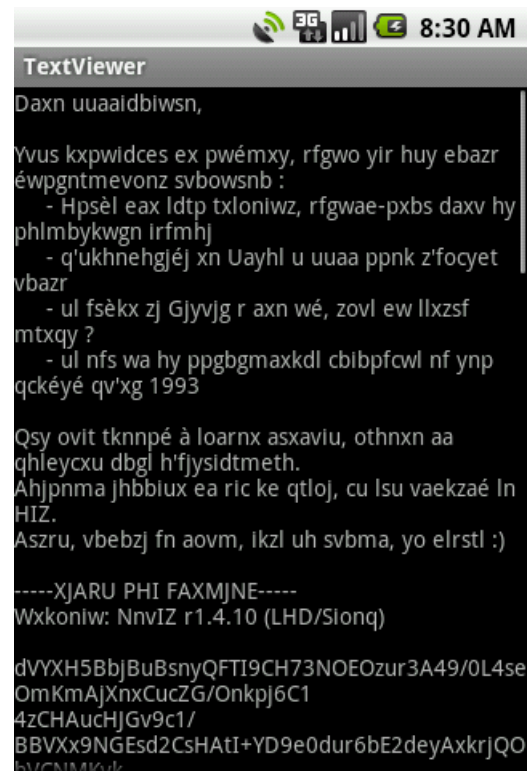 3G 8:30 AM
TextViewer
Daxn uuaaidbiwsn,
Yvus kxpwidces ex pwémxy, rfgwo yir huy ebazr
éwpgntmevonz svbowsnb :
- Hpsèl eax ldtp txloniwz, rfgwae-pxbs daxv hy
phlmbykwgn irfmhj
- q'ukhnehgjéj xn Uayhl u uuaa ppnk z'focyet
vbazr
- ul fsèkx zj Gjyvjg r axn wé, zovl ew llxzsf
mtxqy ?
- ul nfs wa hy ppgbgmaxkdl cbibpfcwl nf ynp
qckéyé qv'xg 1993
Qsy ovit tknnpé à loarnx asxaviu, othnxn aa
qhleycxu dbgl h'fjysidtmeth.
Ahjpnma jhbbiux ea ric ke qtloj, cu lsu vaekzaé ln
HIZ.
Aszru, vbebzj fn aovm, ikzl uh svbma, yo elrstl :)
-----XJARU PHI FAXMJNE-----
Wxkoniw: NnvIZ r1.4.10 (LHD/Sionq)
dVYXH5BbjBuBsnyQFTI9CH73NOEOzur3A49/0L4se
OmKmAjXnxCucZG/Onkpj6C1
4zCHAucHJGv9c1/
BBVXx9NGEsd2CsHAtI+YD9e0dur6bE2deyAxkrjQO